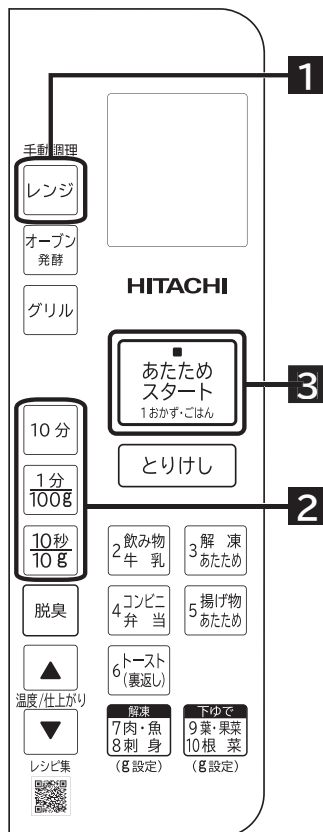 1
手動調理
レンジ
オーブン
発酵
グリル
HITACHI
あたため
スタート
1おかず・ごはん
3
とりけし
10分
1分
100g
10秒
10g
2
脱臭
2飲み物
牛乳
3解凍
あたため
4コンビニ
弁当
5揚げ物
あたため
6トースト
(裏返し)
▲
温度/仕上がり
▼
レシピ集
解凍
7肉・魚
8刺身
(g設定)
下ゆで
9葉・果菜
10根菜
(g設定)